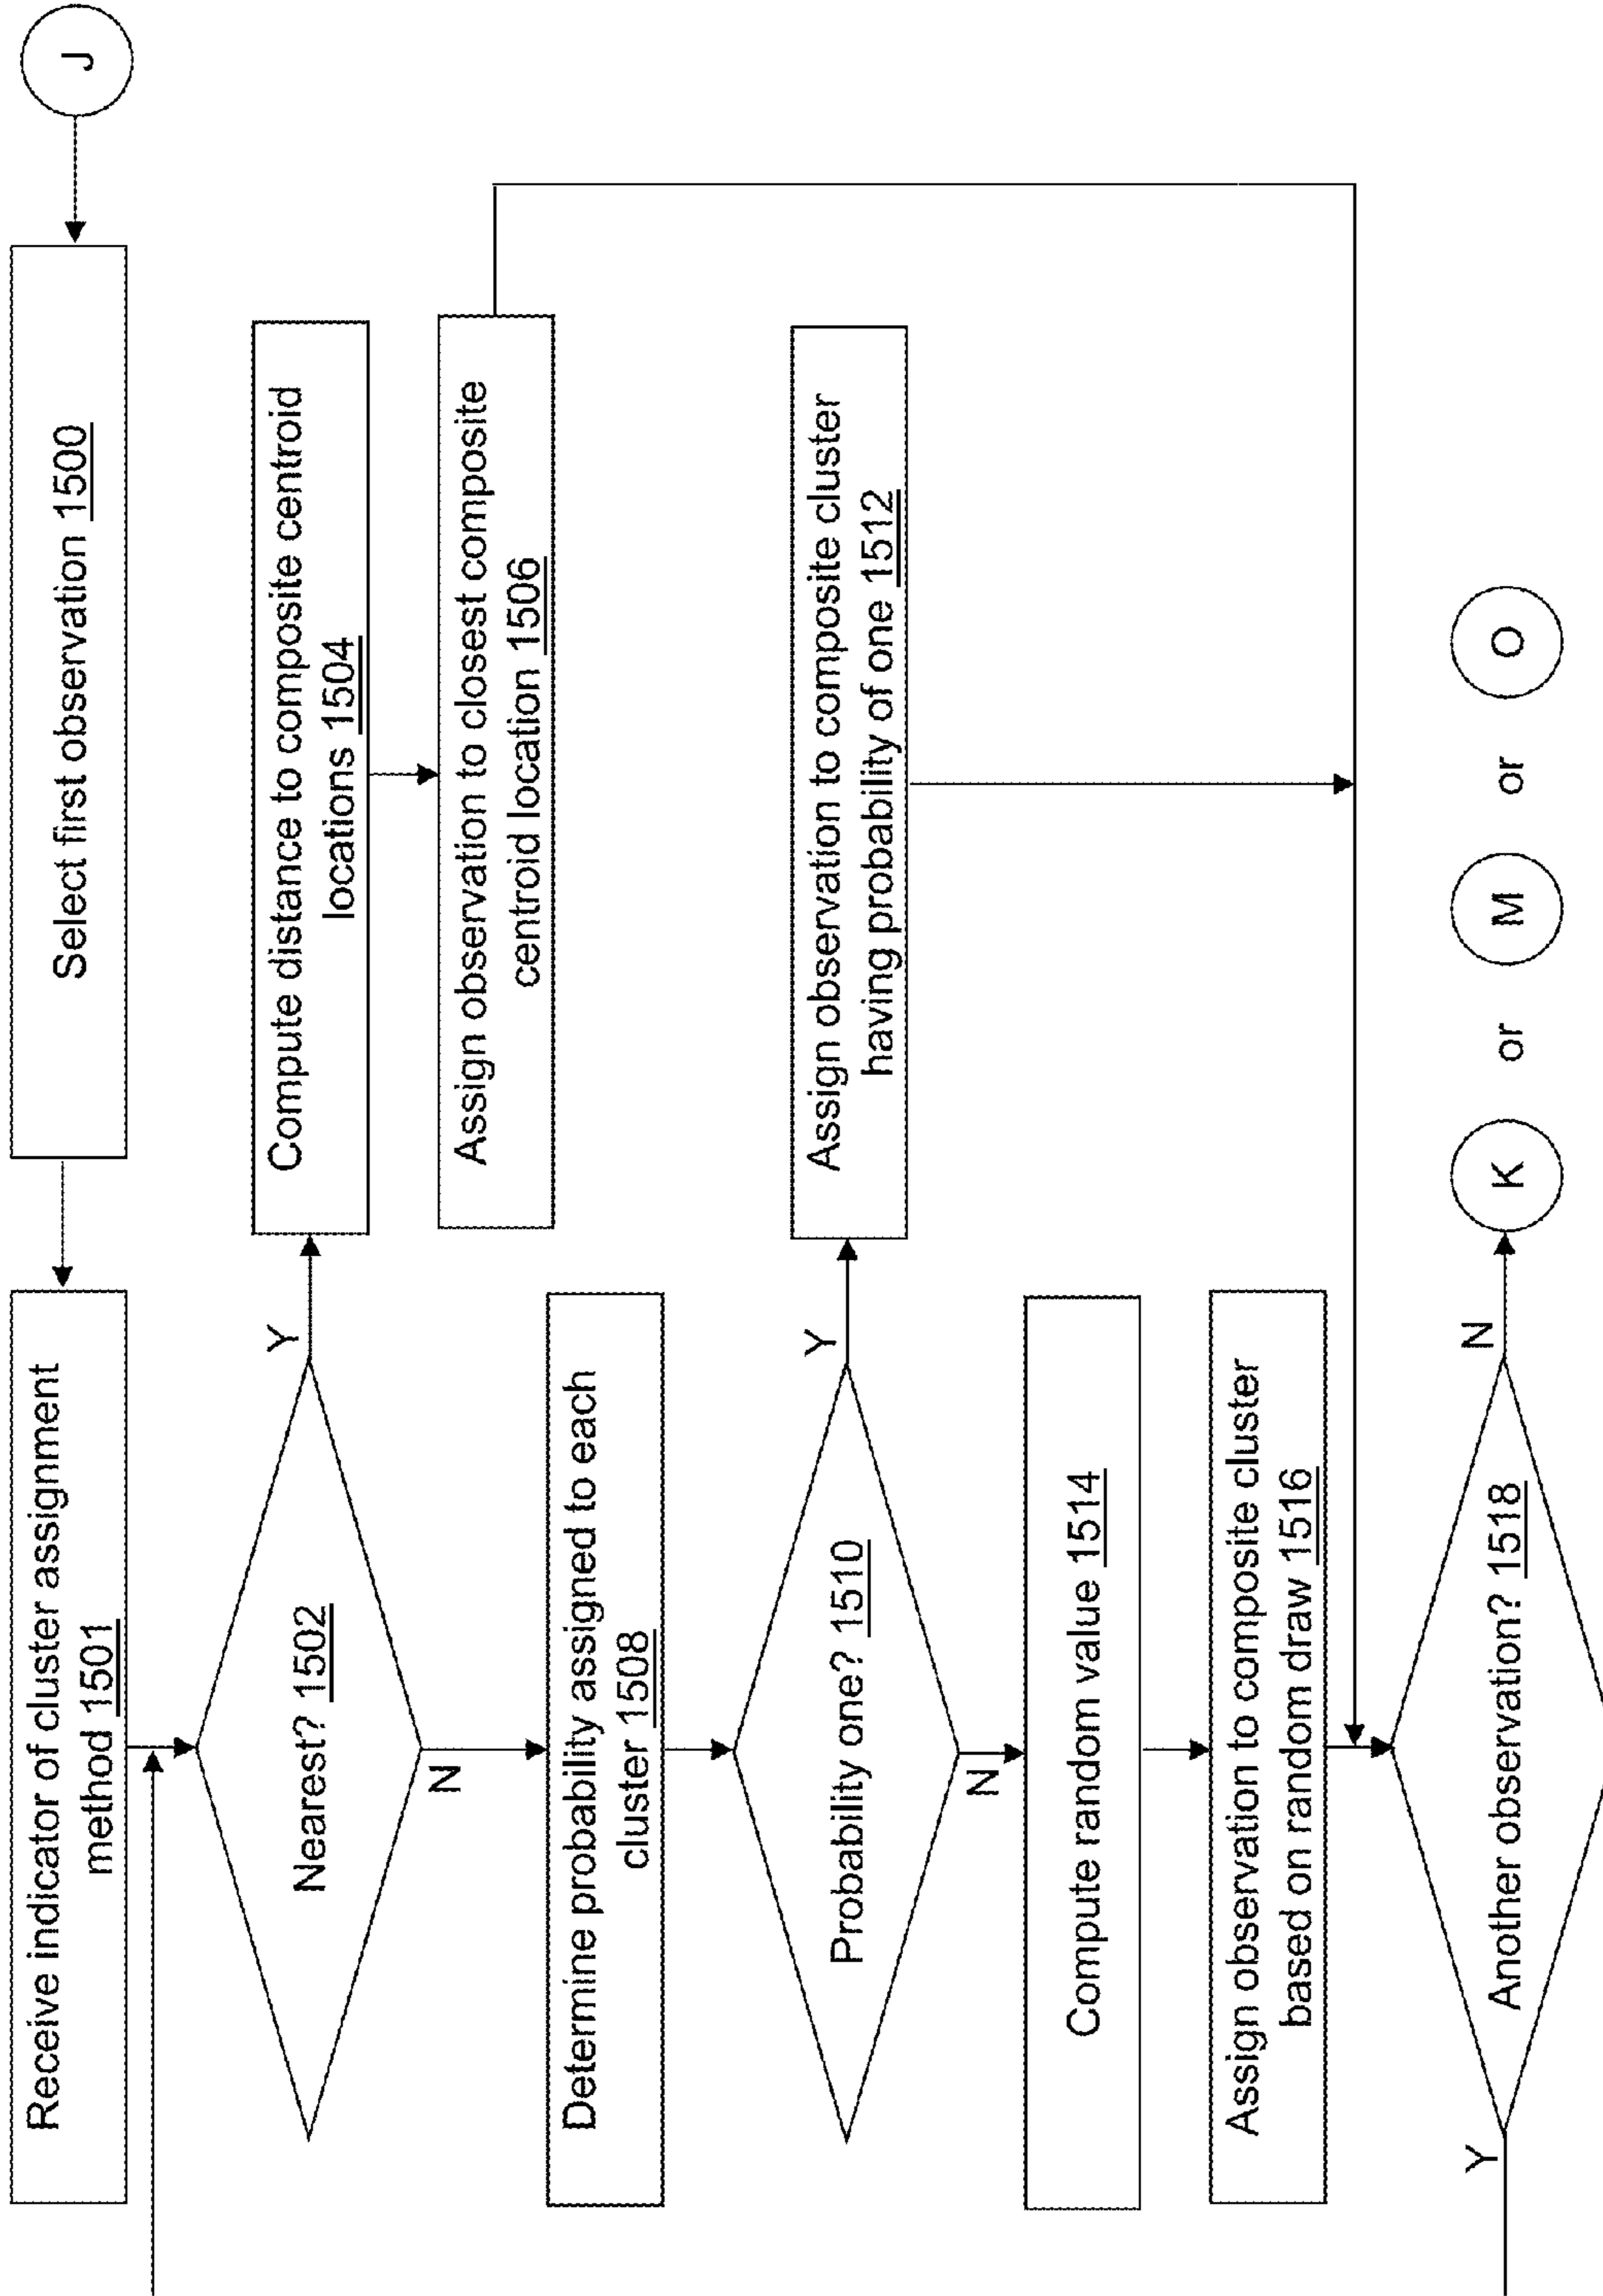 J
Select first observation 1500
Receive indicator of cluster assignment
method 1501
Nearest? 1502
Y
N
Compute distance to composite centroid
locations 1504
Assign observation to closest composite
centroid location 1506
Determine probability assigned to each
cluster 1508
Probability one? 1510
Y
N
Assign observation to composite cluster
having probability of one 1512
Compute random value 1514
Assign observation to composite cluster
based on random draw 1516
Another observation? 1518
Y
N
K or M or O